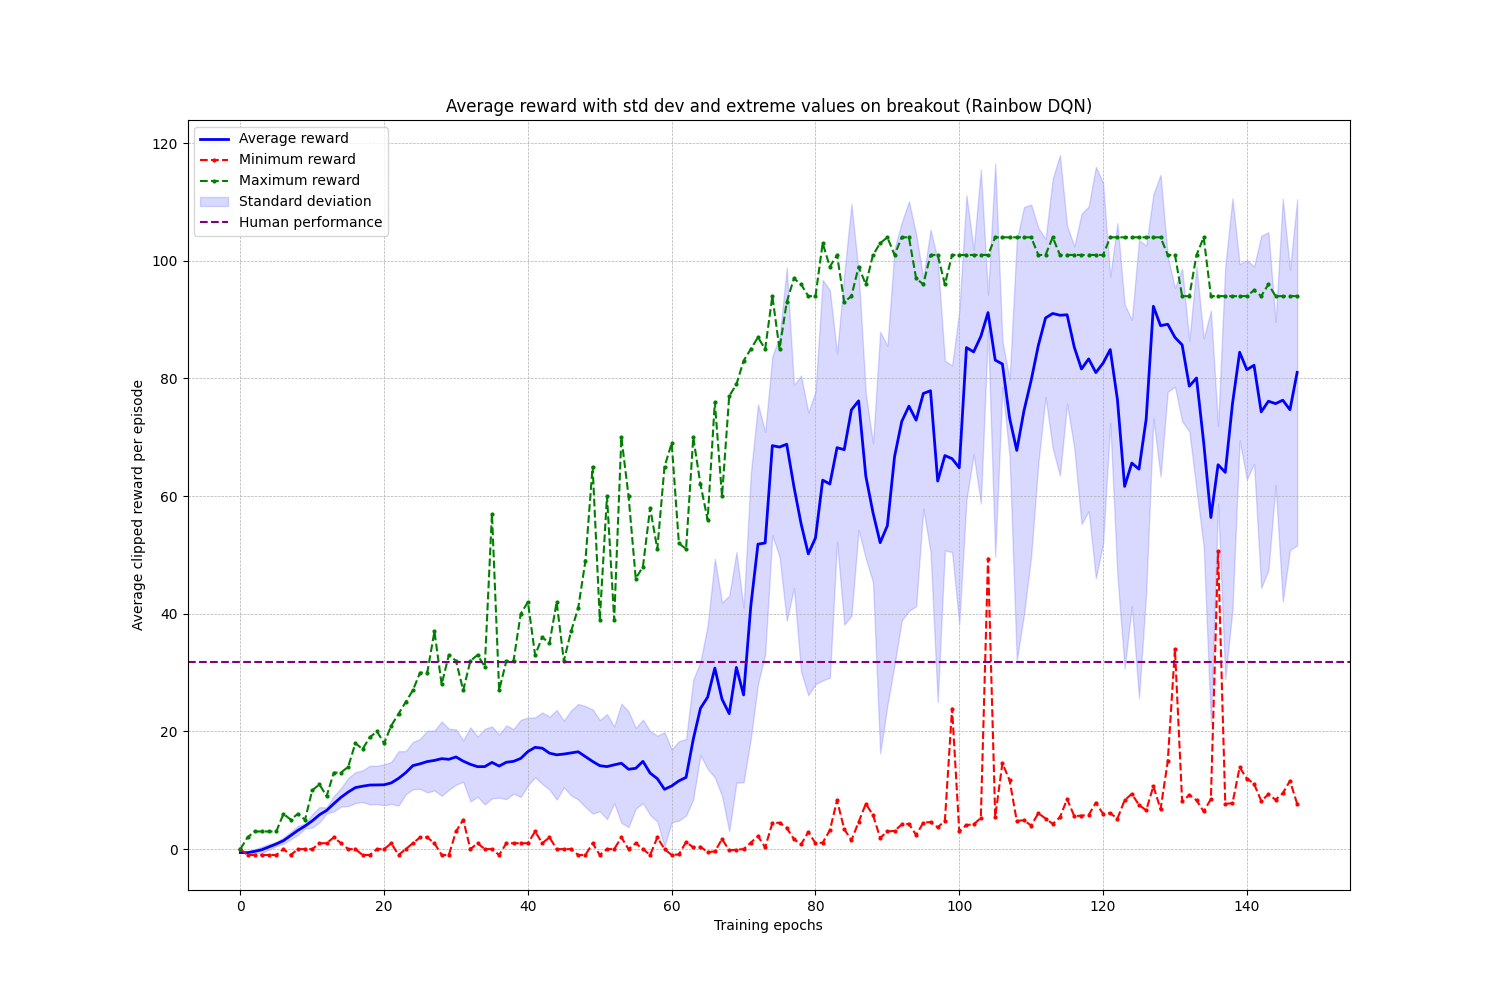 Average reward with std dev and extreme values on breakout (Rainbow DQN)
Average reward
Minimum reward
Maximum reward
Standard deviation
Human performance
Average clipped reward per episode
120
100
80
60
40
20
0
0 20 40 60 80 100 120 140
Training epochs